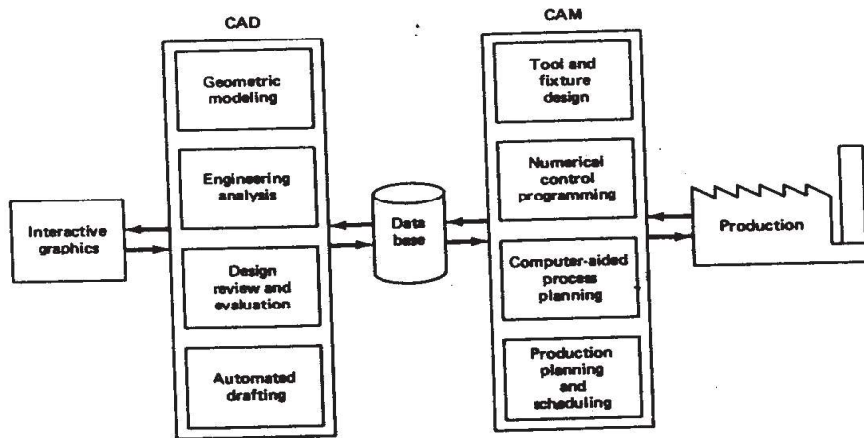 CAD
CAM
Interactive
graphics
Geometric
modeling
Engineering
analysis
Design
review and
evaluation
Automated
drafting
Data
base
Tool and
fixture
design
Numerical
control
programming
Computer-aided
process
planning
Production
planning
and
scheduling
Production